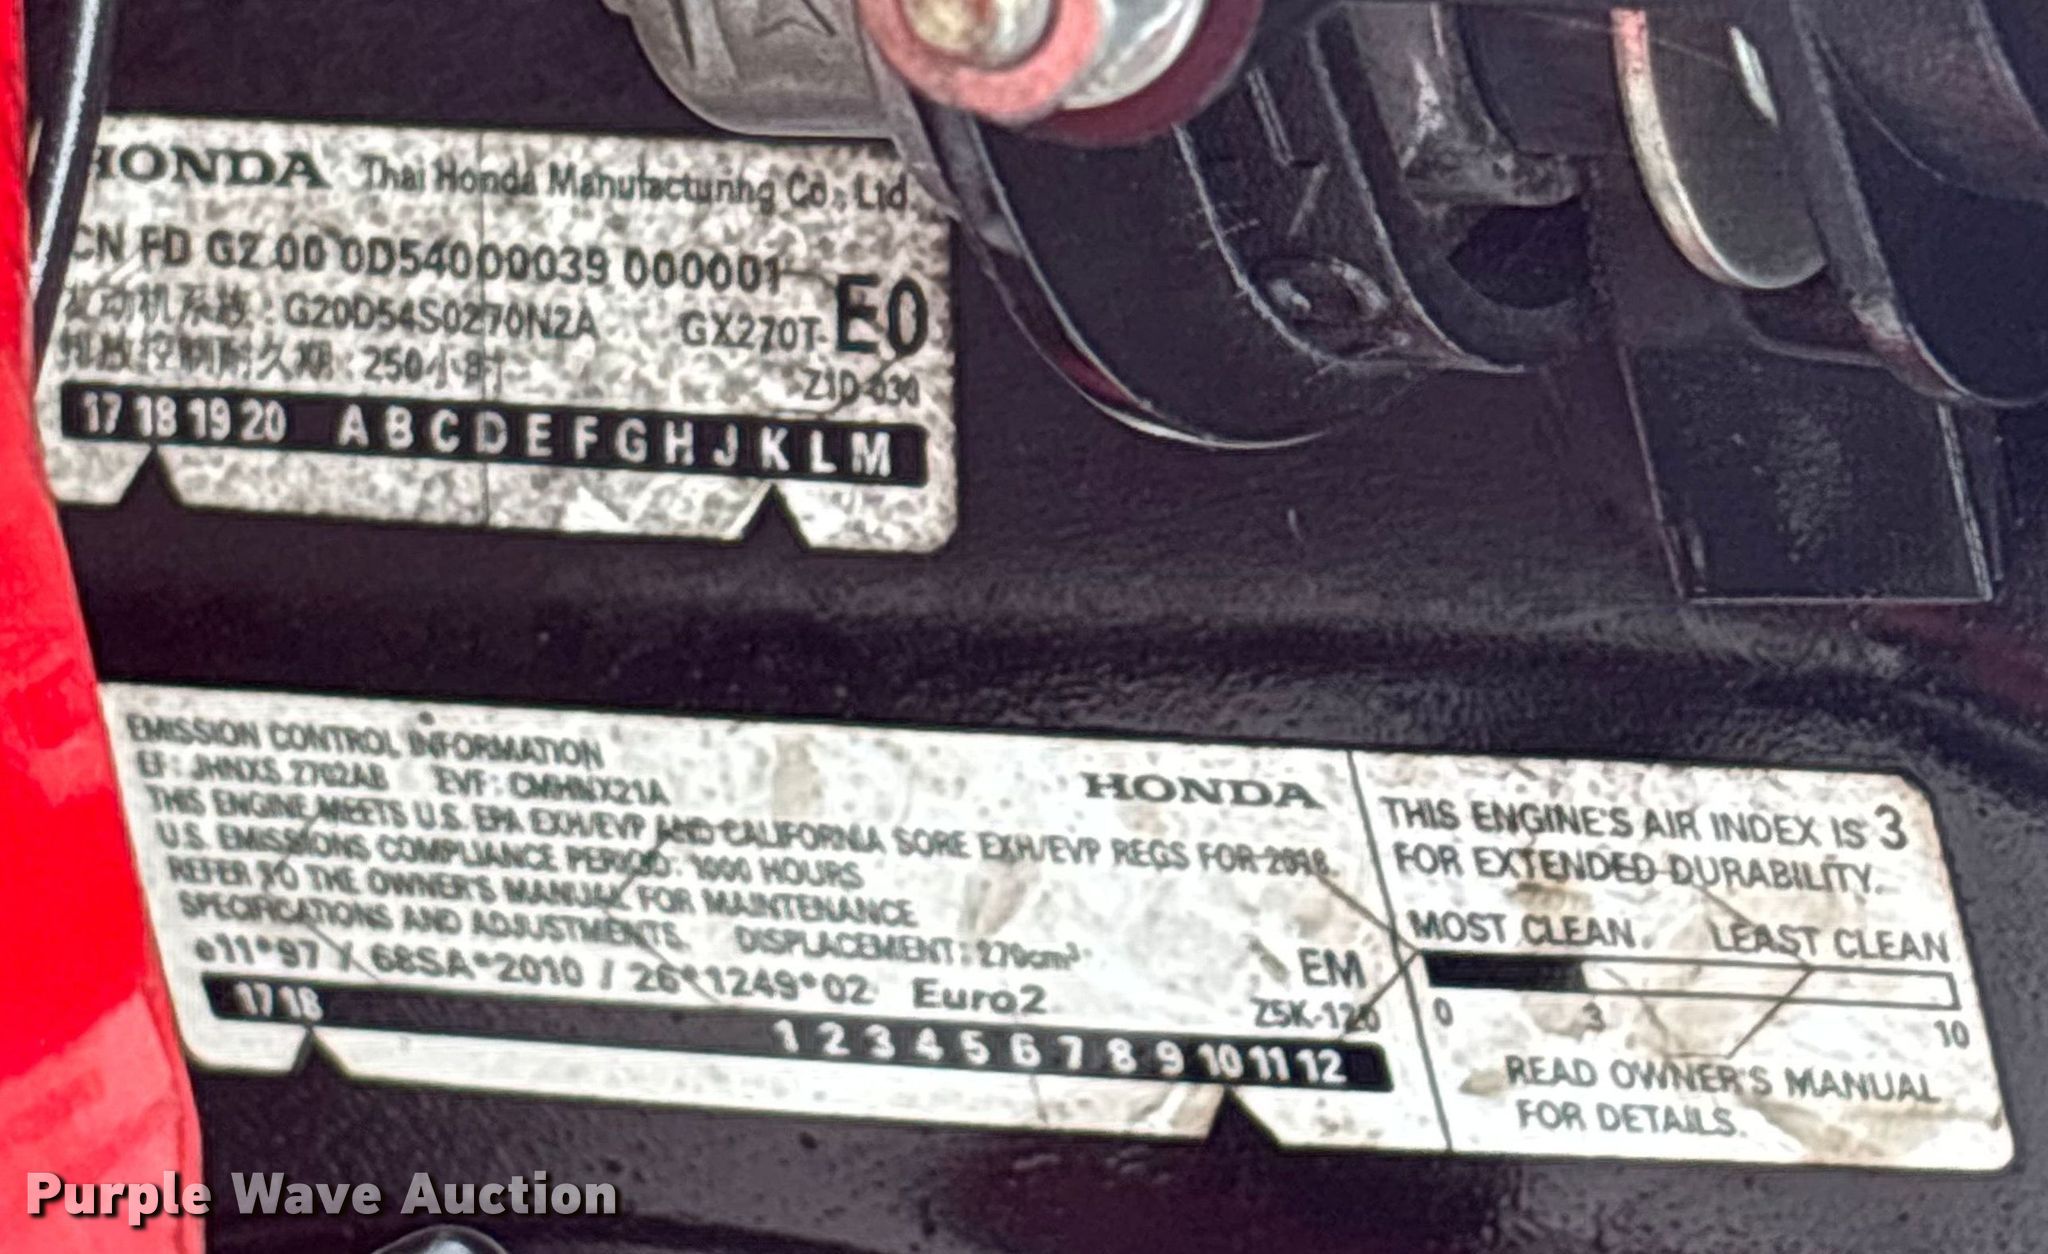 HONDA Thai Honda Manufacturing Co., Ltd.
CN FD G2 00 0D54000039 000001
发动机系族 : G20D54S0270N2A GX270T- E0
排放控制耐久期 : 250小时
Z1D-030
17 18 19 20 A B C D E F G H J K L M
EMISSION CONTROL INFORMATION
EF : JHNXS.2702AB EVF : CMHNX21A
HONDA
THIS ENGINE MEETS U.S. EPA EXH/EVP AND CALIFORNIA SORE EXH/EVP REGS FOR 2018.
U.S. EMISSIONS COMPLIANCE PERIOD: 1000 HOURS
REFER TO THE OWNER'S MANUAL FOR MAINTENANCE
SPECIFICATIONS AND ADJUSTMENTS. DISPLACEMENT : 270cm³
e11*97 / 68SA*2010 / 26*1249*02 Euro2
EM
Z5K-120
17 18 1 2 3 4 5 6 7 8 9 10 11 12
THIS ENGINE'S AIR INDEX IS 3
FOR EXTENDED DURABILITY.
MOST CLEAN. LEAST CLEAN
0 3 10
READ OWNER'S MANUAL
FOR DETAILS.
Purple Wave Auction